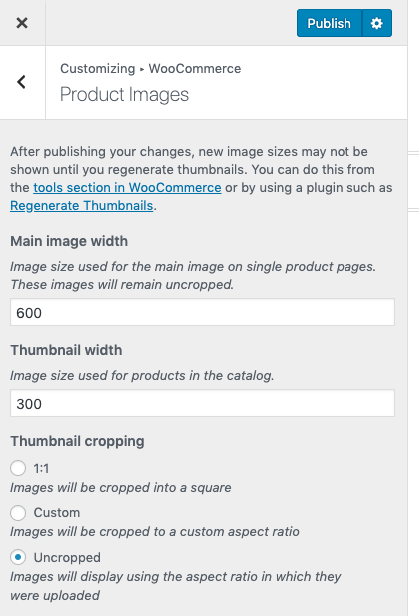 Publish
Customizing ▸ WooCommerce
Product Images
After publishing your changes, new image sizes may not be
shown until you regenerate thumbnails. You can do this from
the tools section in WooCommerce or by using a plugin such as
Regenerate Thumbnails.
Main image width
Image size used for the main image on single product pages.
These images will remain uncropped.
600
Thumbnail width
Image size used for products in the catalog.
300
Thumbnail cropping
1:1
Images will be cropped into a square
Custom
Images will be cropped to a custom aspect ratio
Uncropped
Images will display using the aspect ratio in which they
were uploaded